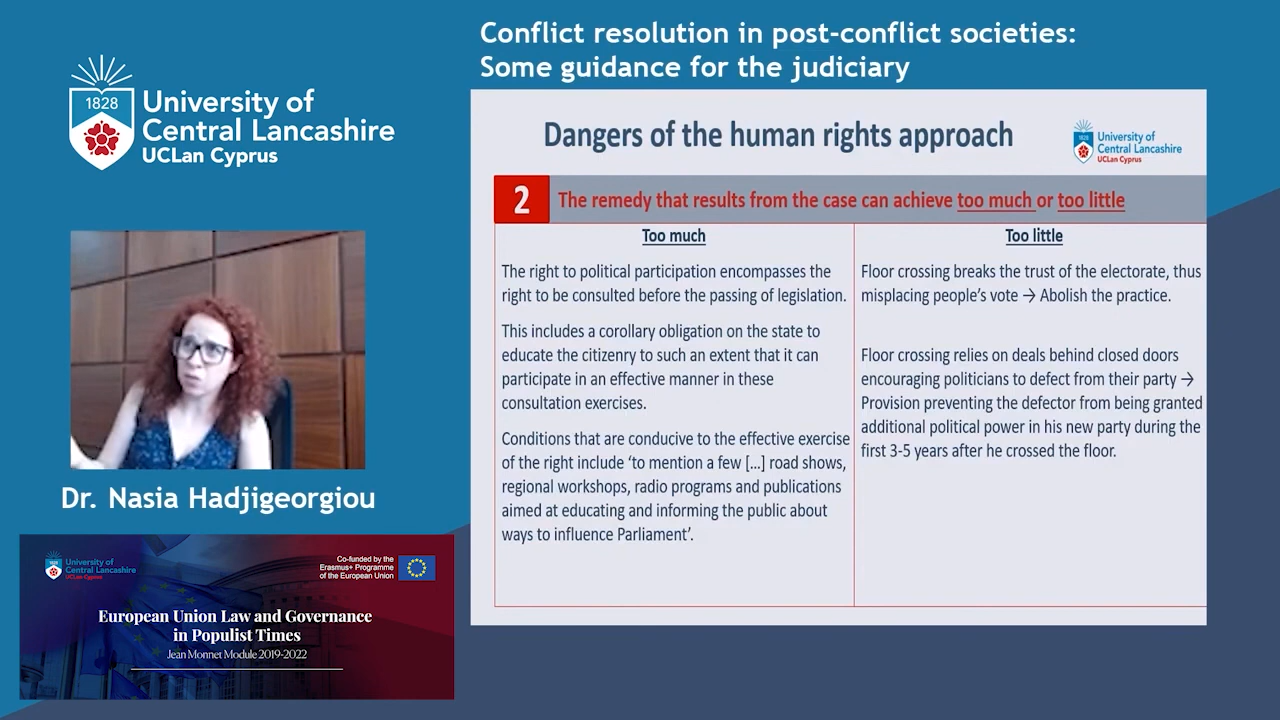 Conflict resolution in post-conflict societies:
Some guidance for the judiciary
1828
University of
Central Lancashire
UCLan Cyprus
Dangers of the human rights approach
1828
University of
Central Lancashire
UCLan Cyprus
2
The remedy that results from the case can achieve too much or too little
Too much
The right to political participation encompasses the
right to be consulted before the passing of legislation.
This includes a corollary obligation on the state to
educate the citizenry to such an extent that it can
participate in an effective manner in these
consultation exercises.
Conditions that are conducive to the effective exercise
of the right include ‘to mention a few [...] road shows,
regional workshops, radio programs and publications
aimed at educating and informing the public about
ways to influence Parliament’.
Too little
Floor crossing breaks the trust of the electorate, thus
misplacing people’s vote → Abolish the practice.
Floor crossing relies on deals behind closed doors
encouraging politicians to defect from their party →
Provision preventing the defector from being granted
additional political power in his new party during the
first 3-5 years after he crossed the floor.
Dr. Nasia Hadjigeorgiou
University of
Central Lancashire
UCLan Cyprus
Co-funded by the
Erasmus+ Programme
of the European Union
European Union Law and Governance
in Populist Times
Jean Monnet Module 2019-2022